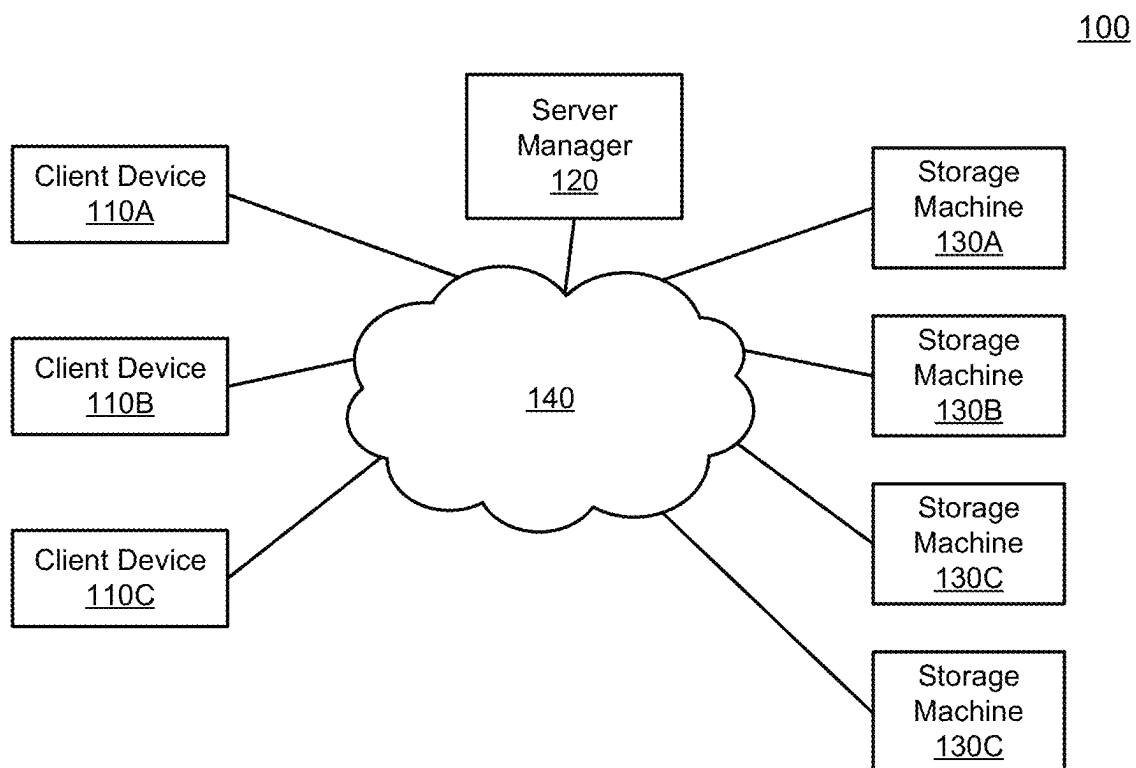 100
Server
Manager
120
Client Device
110A
Client Device
110B
Client Device
110C
140
Storage
Machine
130A
Storage
Machine
130B
Storage
Machine
130C
Storage
Machine
130C